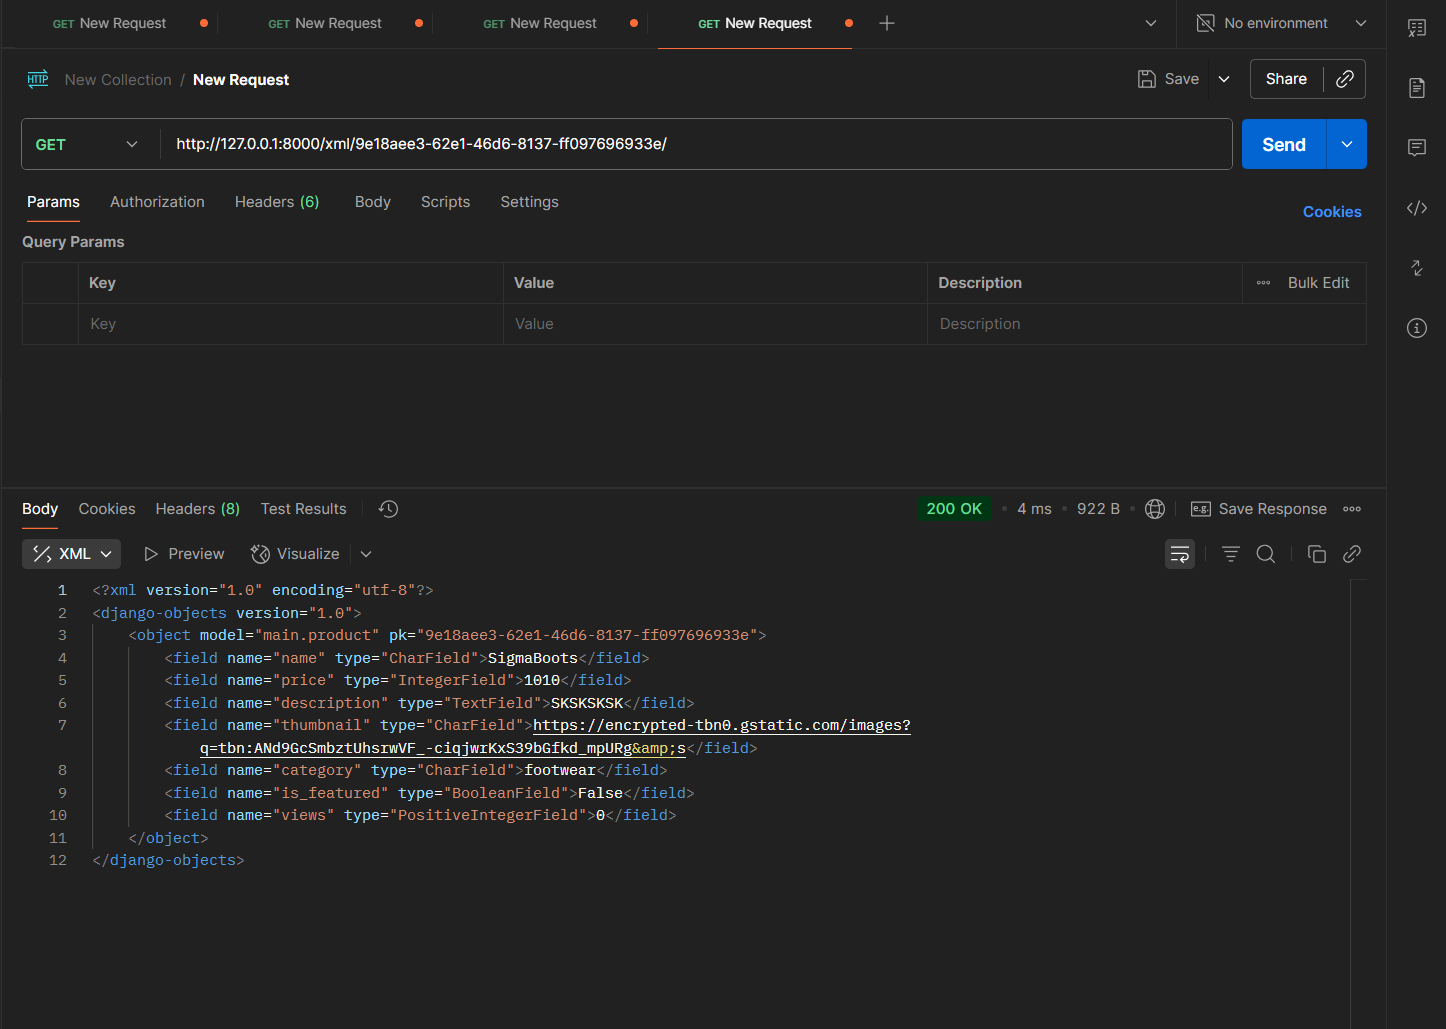 GET New Request GET New Request GET New Request GET New Request No environment
HTTP New Collection / New Request Save Share
GET http://127.0.0.1:8000/xml/9e18aee3-62e1-46d6-8137-ff097696933e/ Send
Params Authorization Headers (6) Body Scripts Settings Cookies
Query Params
Key Value Description Bulk Edit
Key Value Description
Body Cookies Headers (8) Test Results 200 OK • 4 ms • 922 B • e.g. Save Response
XML Preview Visualize
1 <?xml version="1.0" encoding="utf-8"?>
2 <django-objects version="1.0">
3 <object model="main.product" pk="9e18aee3-62e1-46d6-8137-ff097696933e">
4 <field name="name" type="CharField">SigmaBoots</field>
5 <field name="price" type="IntegerField">1010</field>
6 <field name="description" type="TextField">SKSKSKSK</field>
7 <field name="thumbnail" type="CharField">https://encrypted-tbn0.gstatic.com/images?
q=tbn:ANd9GcSmbztUhsrwVF_-ciqjwrKxS39bGfkd_mpURg&amp;s</field>
8 <field name="category" type="CharField">footwear</field>
9 <field name="is_featured" type="BooleanField">False</field>
10 <field name="views" type="PositiveIntegerField">0</field>
11 </object>
12 </django-objects>